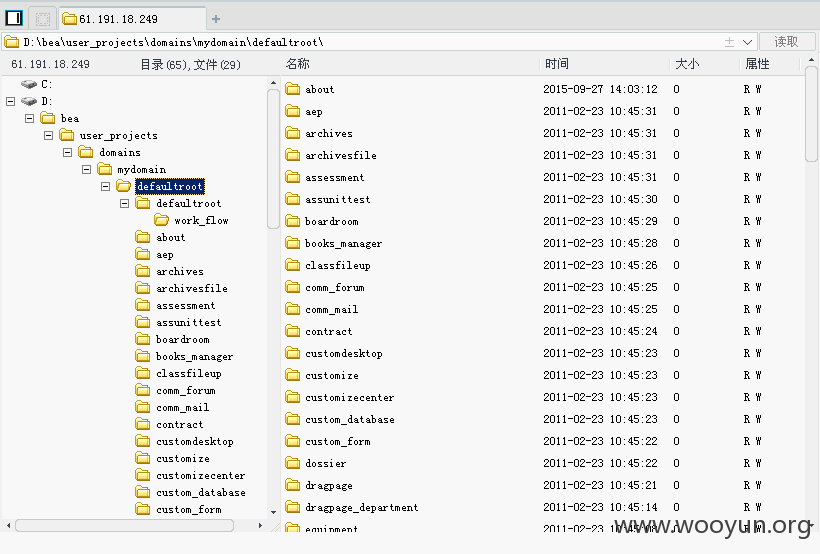 61.191.18.249
+
D:\bea\user_projects\domains\mydomain\defaultroot\
读取
61.191.18.249
目录(65),文件(29)
C:
D:
bea
user_projects
domains
mydomain
defaultroot
defaultroot
work_flow
about
aep
archives
archivesfile
assessment
assunittest
boardroom
books_manager
classfileup
comm_forum
comm_mail
contract
customdesktop
customize
customizecenter
custom_database
custom_form
名称 时间 大小 属性
about 2015-09-27 14:03:12 0 R W
aep 2011-02-23 10:45:31 0 R W
archives 2011-02-23 10:45:31 0 R W
archivesfile 2011-02-23 10:45:31 0 R W
assessment 2011-02-23 10:45:31 0 R W
assunittest 2011-02-23 10:45:30 0 R W
boardroom 2011-02-23 10:45:29 0 R W
books_manager 2011-02-23 10:45:28 0 R W
classfileup 2011-02-23 10:45:26 0 R W
comm_forum 2011-02-23 10:45:25 0 R W
comm_mail 2011-02-23 10:45:25 0 R W
contract 2011-02-23 10:45:24 0 R W
customdesktop 2011-02-23 10:45:23 0 R W
customize 2011-02-23 10:45:23 0 R W
customizecenter 2011-02-23 10:45:23 0 R W
custom_database 2011-02-23 10:45:23 0 R W
custom_form 2011-02-23 10:45:22 0 R W
dossier 2011-02-23 10:45:22 0 R W
dragpage 2011-02-23 10:45:21 0 R W
dragpage_department 2011-02-23 10:45:14 0 R W
equipment 2011-02-23 10:45:08 0 R W
www.wooyun.org